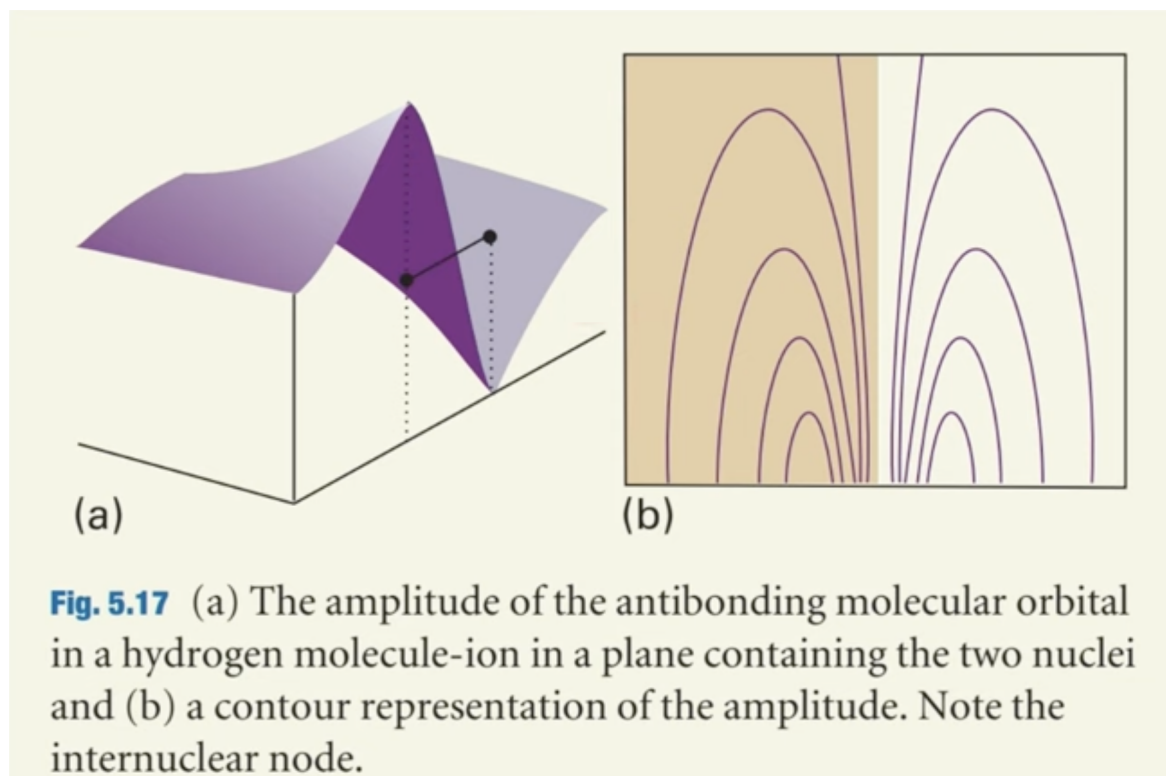 (a)
(b)
Fig. 5.17 (a) The amplitude of the antibonding molecular orbital
in a hydrogen molecule-ion in a plane containing the two nuclei
and (b) a contour representation of the amplitude. Note the
internuclear node.